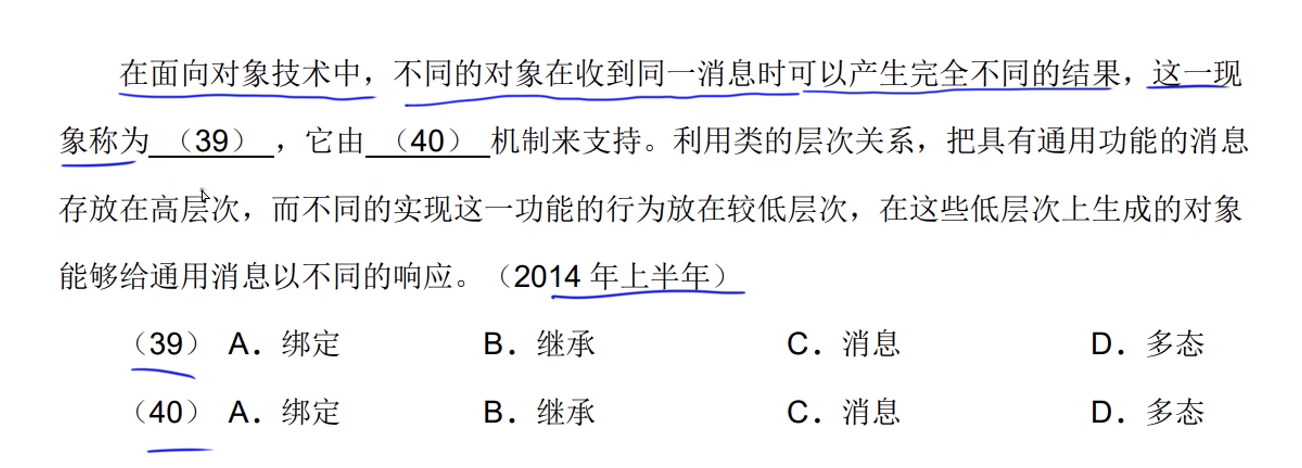 在面向对象技术中，不同的对象在收到同一消息时可以产生完全不同的结果，这一现
象称为 （39） ，它由 （40） 机制来支持。利用类的层次关系，把具有通用功能的消息
存放在高层次，而不同的实现这一功能的行为放在较低层次，在这些低层次上生成的对象
能够给通用消息以不同的响应。（2014 年上半年）
（39） A．绑定 B．继承 C．消息 D．多态
（40） A．绑定 B．继承 C．消息 D．多态